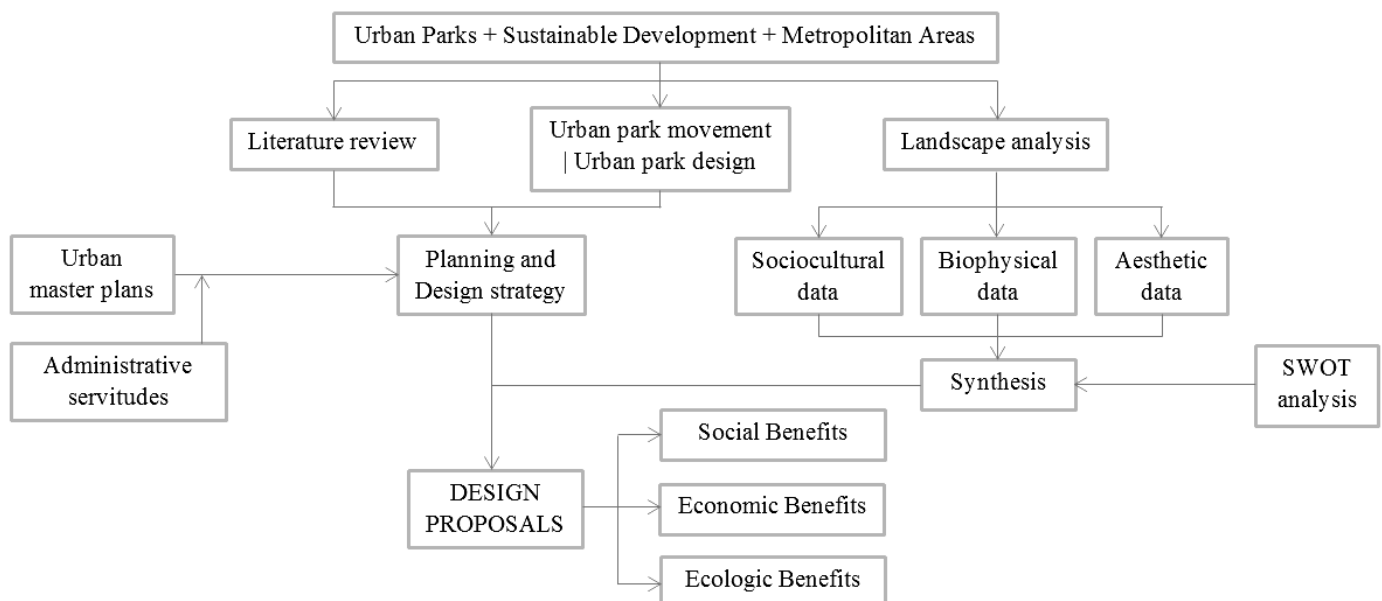 Urban Parks + Sustainable Development + Metropolitan Areas
Literature review
Urban park movement
| Urban park design
Landscape analysis
Urban
master plans
Planning and
Design strategy
Sociocultural
data
Biophysical
data
Aesthetic
data
Administrative
servitudes
Synthesis
SWOT
analysis
Social Benefits
DESIGN
PROPOSALS
Economic Benefits
Ecologic Benefits